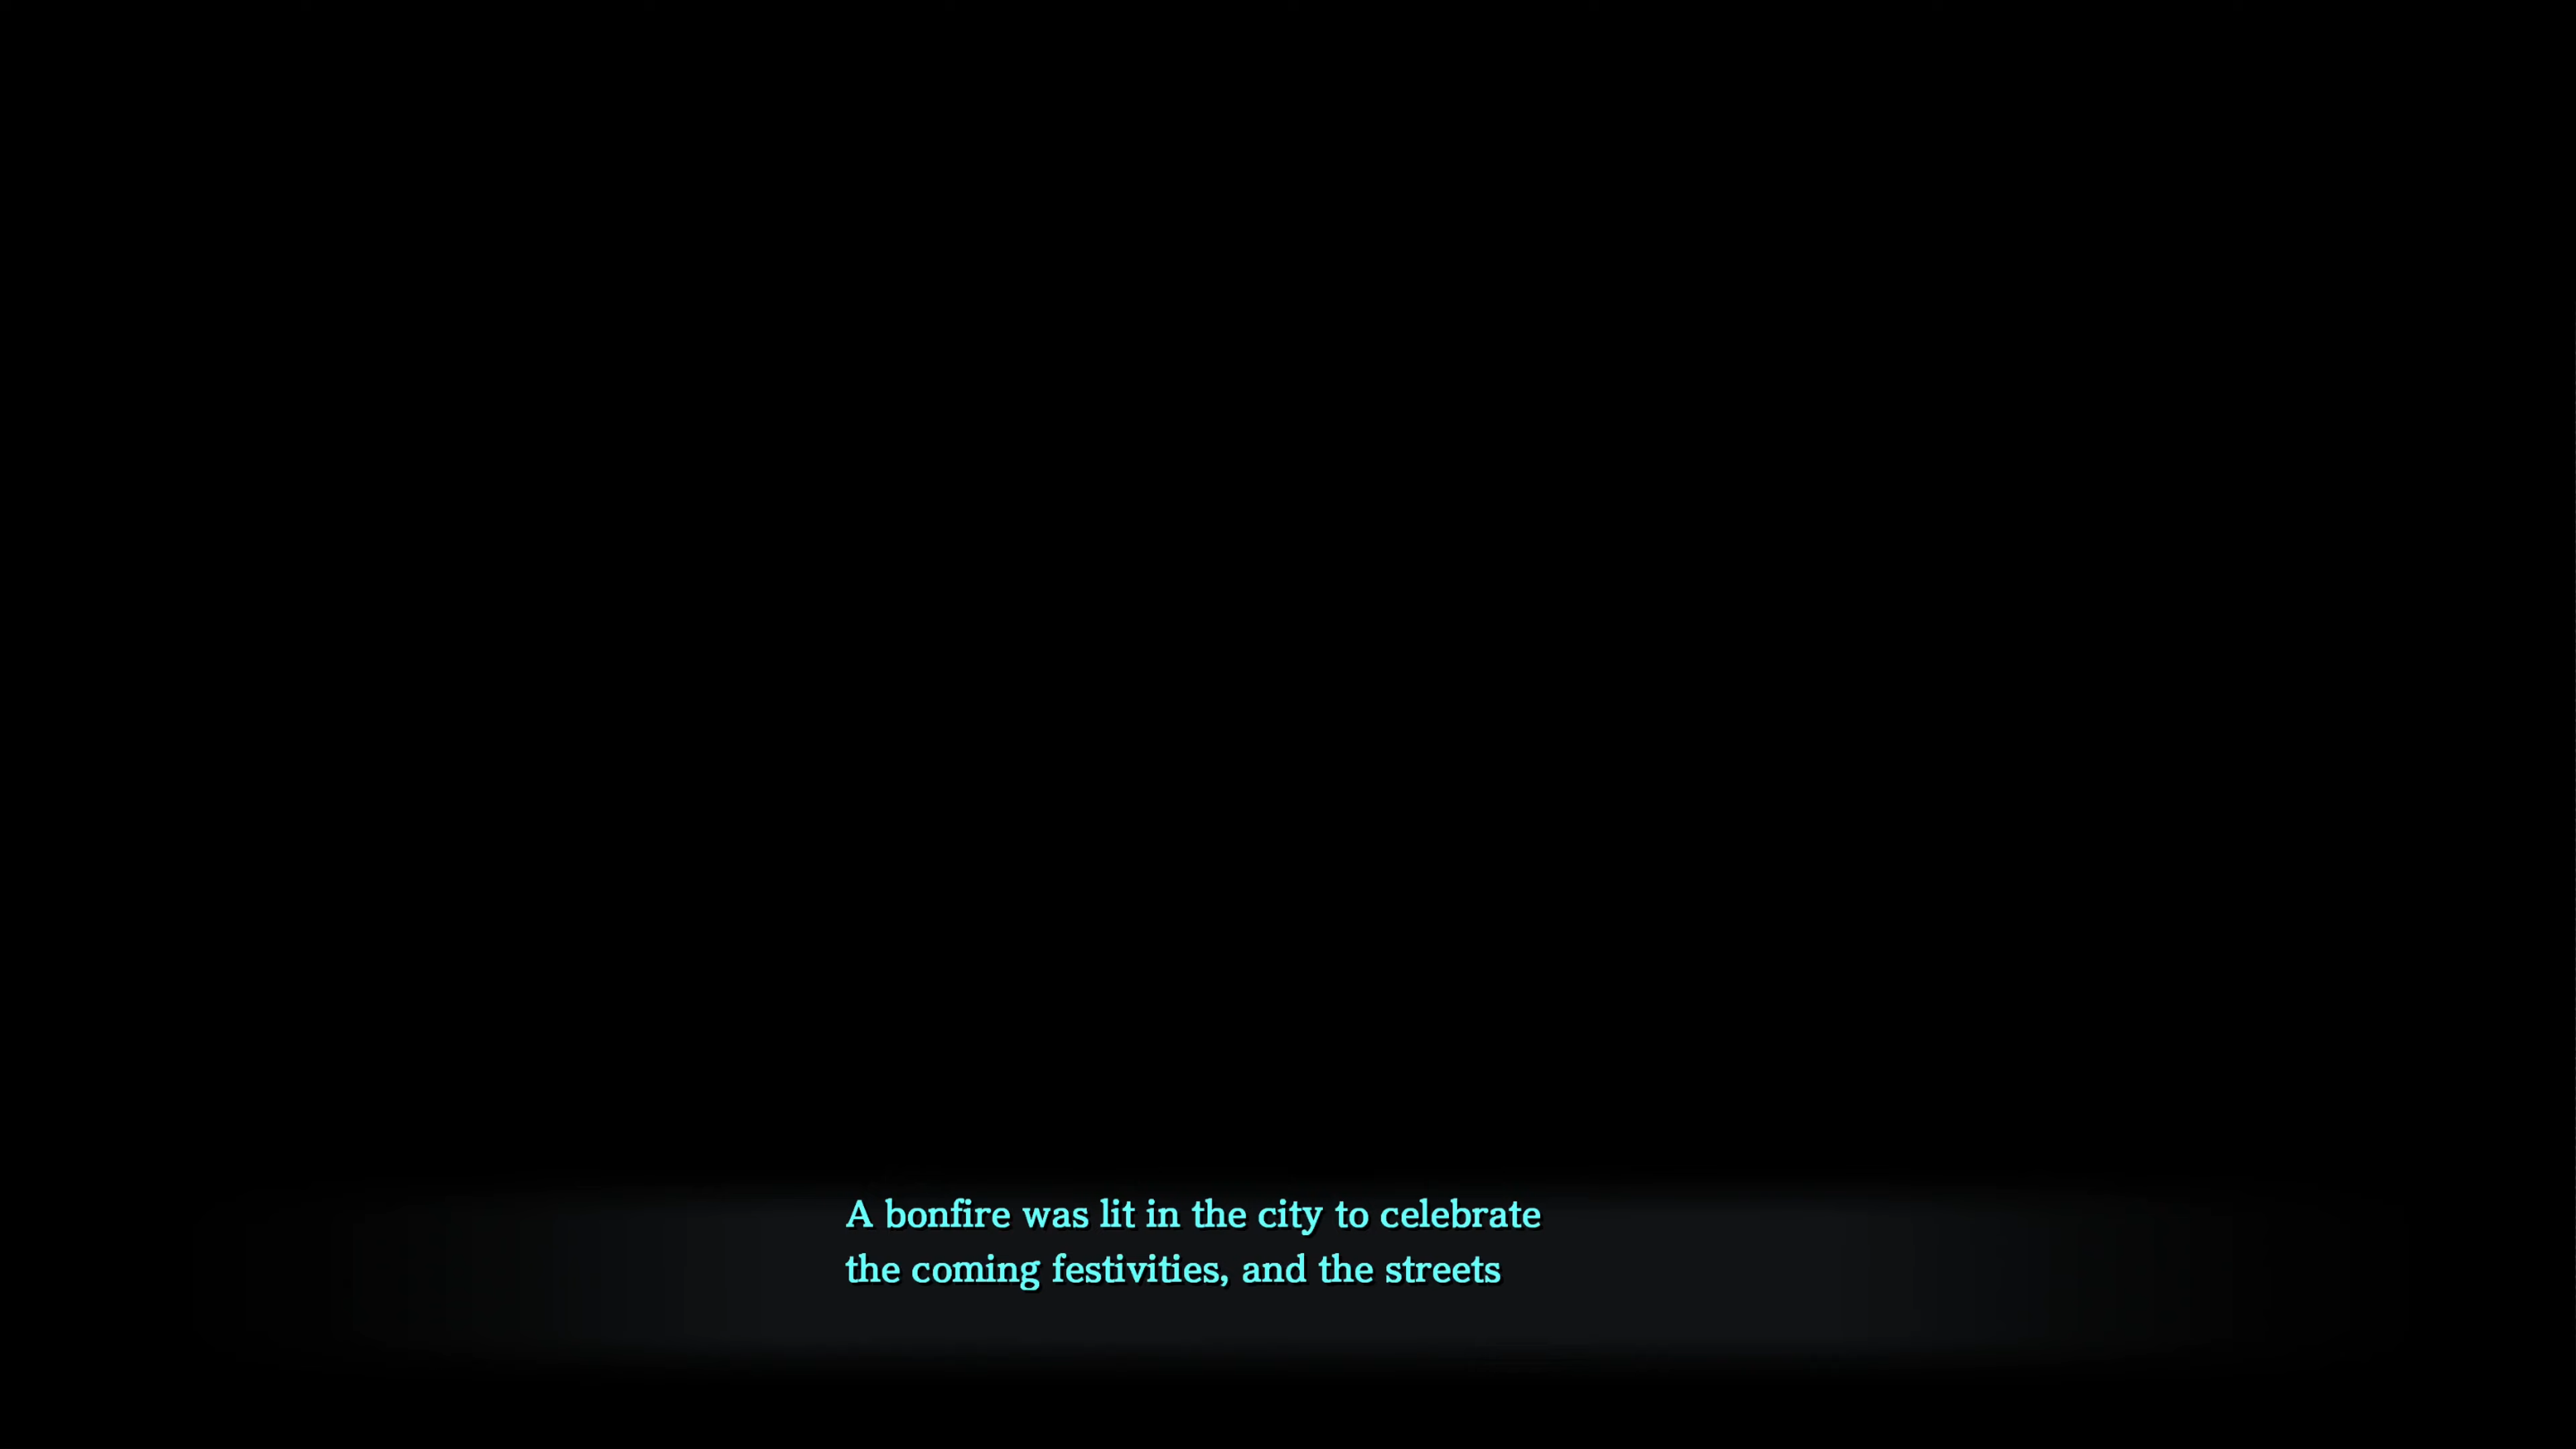 A bonfire was lit in the city to celebrate
the coming festivities, and the streets